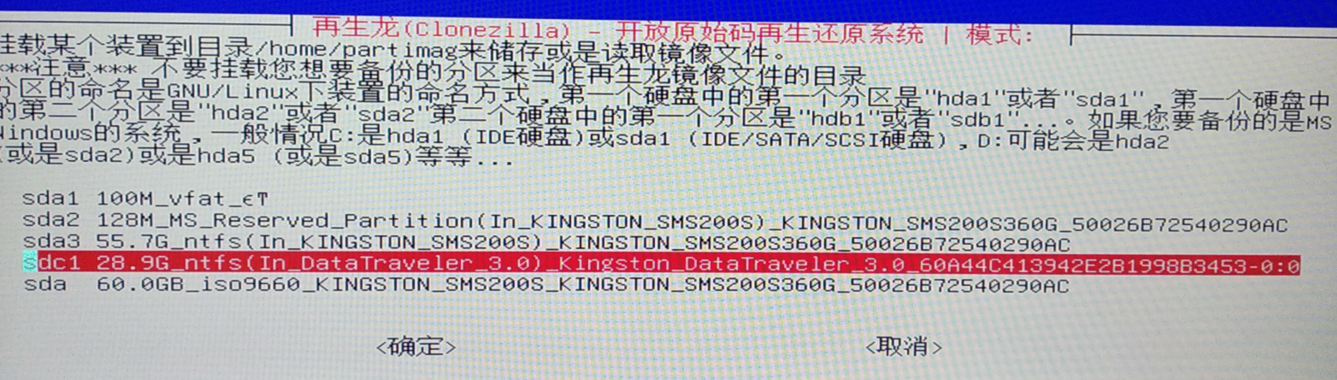 再生龙(Clonezilla) - 开放原始码再生还原系统 | 模式:
挂载某个装置到目录/home/partimag来储存或是读取镜像文件。
***注意*** 不要挂载您想要备份的分区来当作再生龙镜像文件的目录
分区的命名是GNU/Linux下装置的命名方式，第一个硬盘中的第一个分区是"hda1"或者"sda1"，第一个硬盘中
的第二个分区是"hda2"或者"sda2"第二个硬盘中的第一个分区是"hdb1"或者"sdb1"...。如果您要备份的是MS
Windows的系统，一般情况C:是hda1 (IDE硬盘)或sda1 (IDE/SATA/SCSI硬盘)，D:可能会是hda2
(或是sda2)或是hda5 (或是sda5)等等...
sda1 100M_vfat_
sda2 128M_MS_Reserved_Partition(In_KINGSTON_SMS200S)_KINGSTON_SMS200S360G_50026B72540290AC
sda3 55.7G_ntfs(In_KINGSTON_SMS200S)_KINGSTON_SMS200S360G_50026B72540290AC
sdc1 28.9G_ntfs(In_DataTraveler_3.0)_Kingston_DataTraveler_3.0_60A44C413942E2B1998B3453-0:0
sda 60.0GB_iso9660_KINGSTON_SMS200S_KINGSTON_SMS200S360G_50026B72540290AC
<确定> <取消>